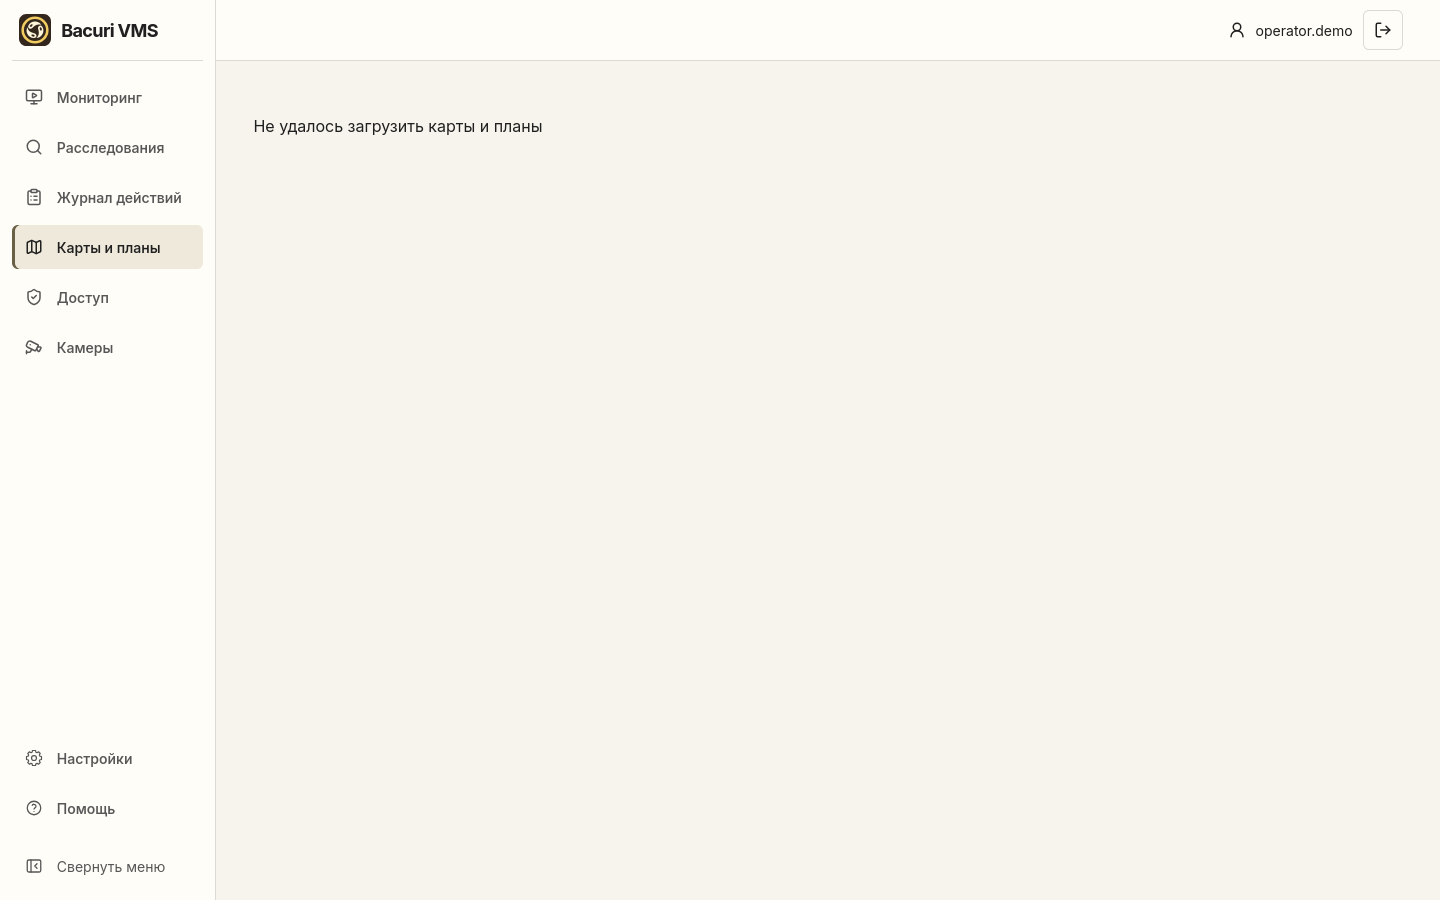 Bacuri VMS
operator.demo
Мониторинг
Расследования
Журнал действий
Карты и планы
Доступ
Камеры
Не удалось загрузить карты и планы
Настройки
Помощь
Свернуть меню